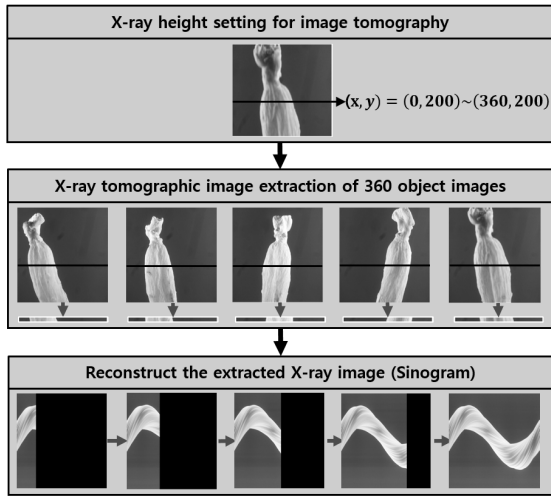 X-ray height setting for image tomography
(x, y) = (0, 200)~(360, 200)
X-ray tomographic image extraction of 360 object images
Reconstruct the extracted X-ray image (Sinogram)